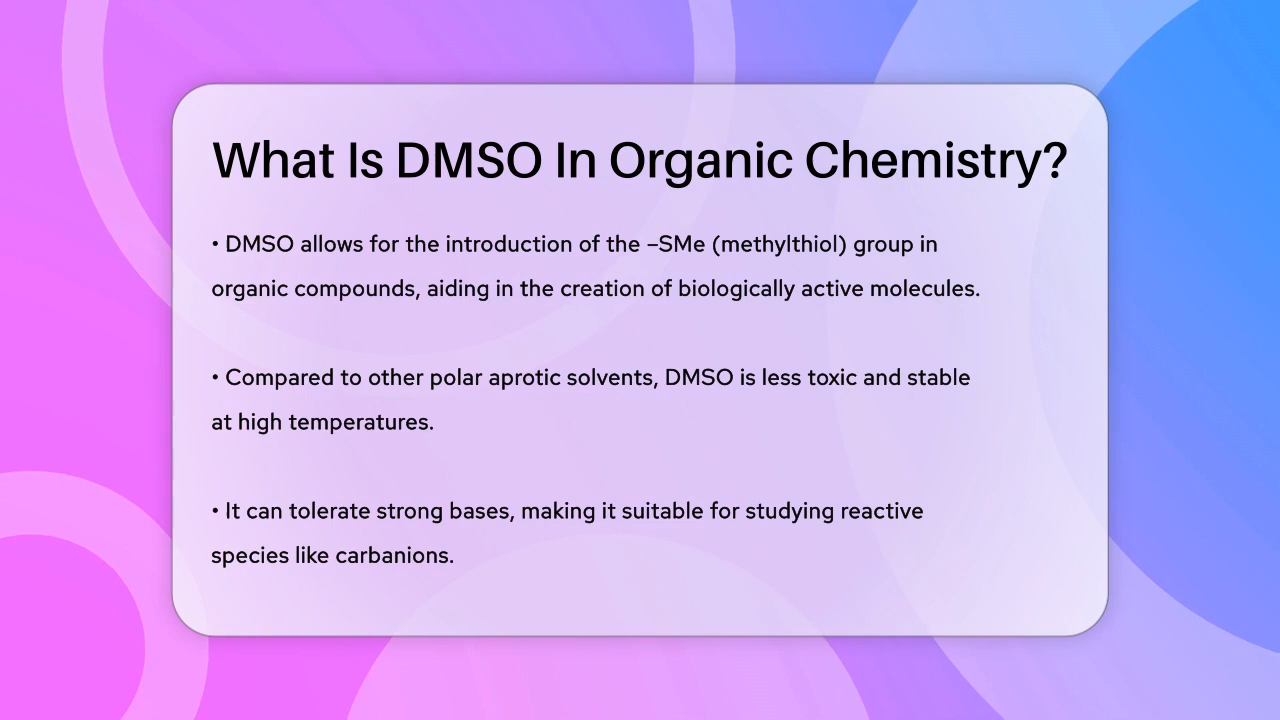 What Is DMSO In Organic Chemistry?
• DMSO allows for the introduction of the –SMe (methylthiol) group in
organic compounds, aiding in the creation of biologically active molecules.
• Compared to other polar aprotic solvents, DMSO is less toxic and stable
at high temperatures.
• It can tolerate strong bases, making it suitable for studying reactive
species like carbanions.